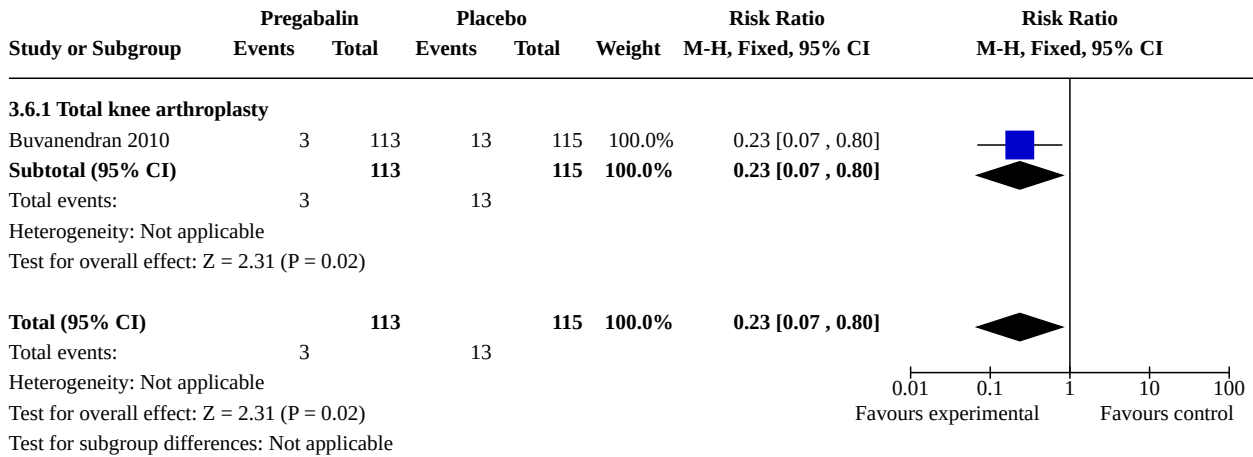 Pregabalin Placebo Risk Ratio Risk Ratio
Study or Subgroup Events Total Events Total Weight M-H, Fixed, 95% CI M-H, Fixed, 95% CI
3.6.1 Total knee arthroplasty
Buvanendran 2010 3 113 13 115 100.0% 0.23 [0.07 , 0.80]
Subtotal (95% CI) 113 115 100.0% 0.23 [0.07 , 0.80]
Total events: 3 13
Heterogeneity: Not applicable
Test for overall effect: Z = 2.31 (P = 0.02)
Total (95% CI) 113 115 100.0% 0.23 [0.07 , 0.80]
Total events: 3 13
Heterogeneity: Not applicable
0.01 0.1 1 10 100
Test for overall effect: Z = 2.31 (P = 0.02) Favours experimental Favours control
Test for subgroup differences: Not applicable